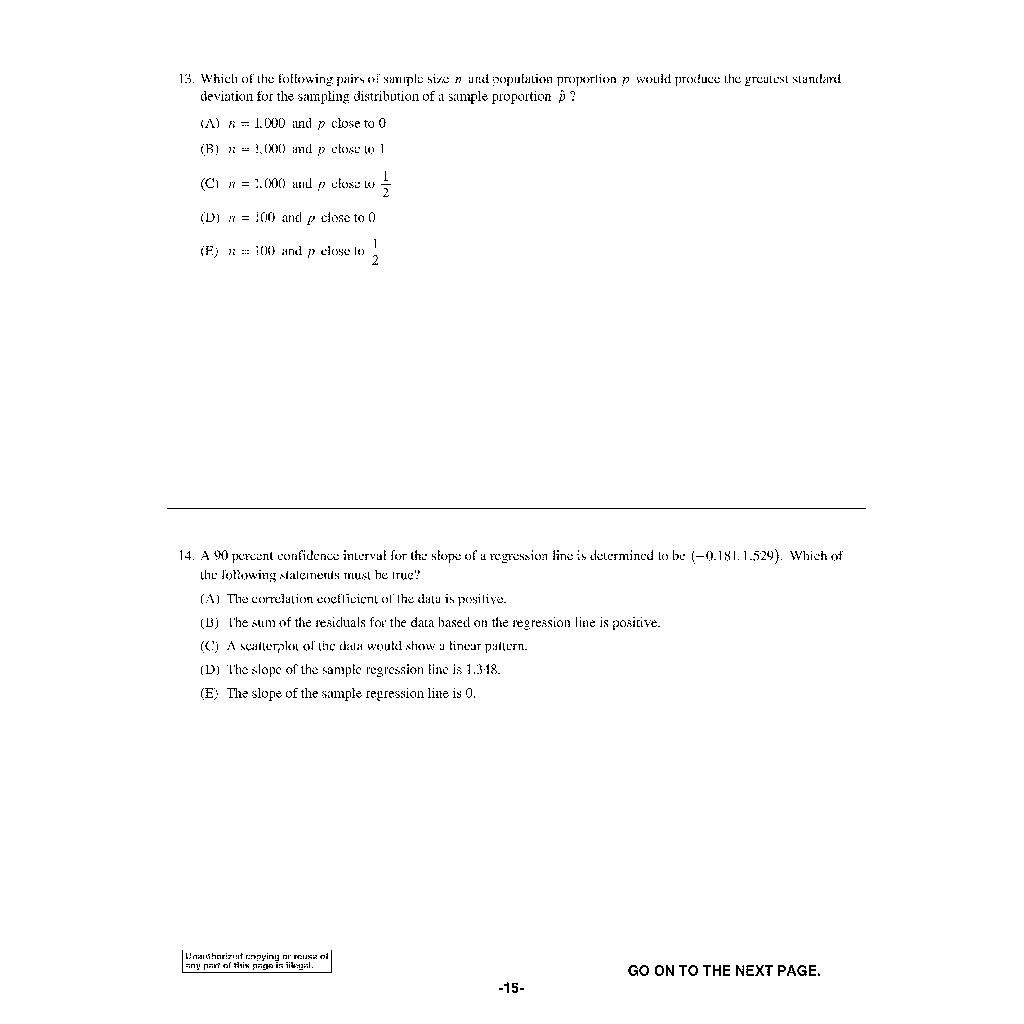 13. Which of the following pairs of sample size n and population proportion p would produce the greatest standard
deviation for the sampling distribution of a sample proportion p̂ ?
(A) n = 1,000 and p close to 0
(B) n = 1,000 and p close to 1
(C) n = 1,000 and p close to 1/2
(D) n = 100 and p close to 0
(E) n = 100 and p close to 1/2
14. A 90 percent confidence interval for the slope of a regression line is determined to be (−0.181, 1.529). Which of
the following statements must be true?
(A) The correlation coefficient of the data is positive.
(B) The sum of the residuals for the data based on the regression line is positive.
(C) A scatterplot of the data would show a linear pattern.
(D) The slope of the sample regression line is 1.348.
(E) The slope of the sample regression line is 0.
Unauthorized copying or reuse of
any part of this page is illegal.
GO ON TO THE NEXT PAGE.
-15-